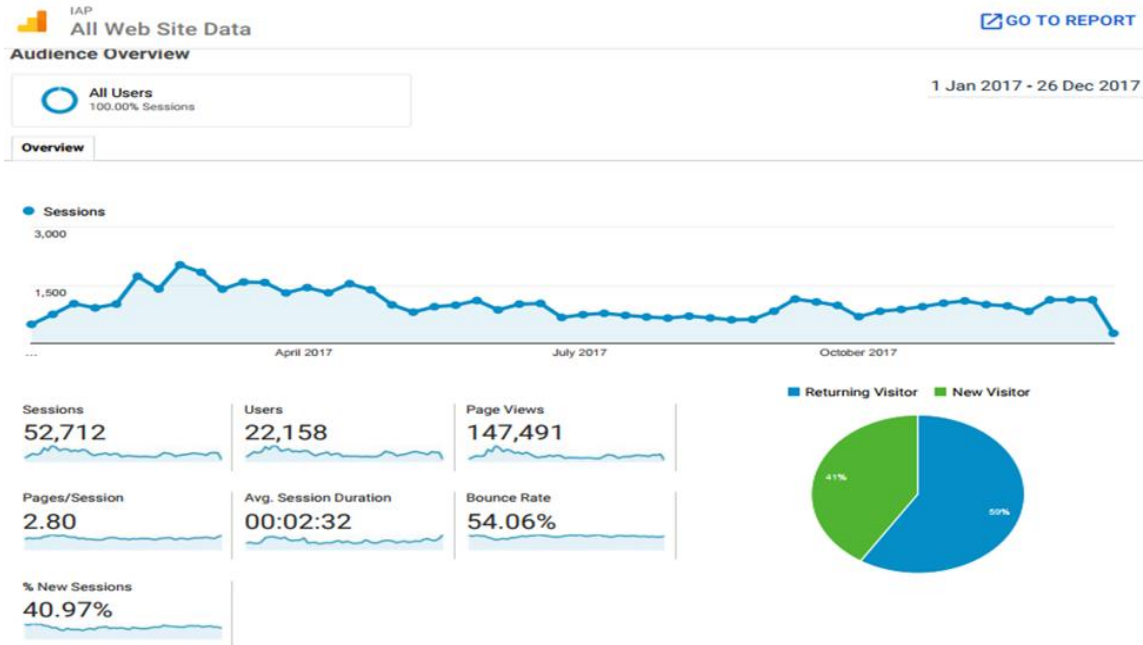 IAP
All Web Site Data
GO TO REPORT
Audience Overview
All Users
100.00% Sessions
1 Jan 2017 - 26 Dec 2017
Overview
Sessions
3,000
1,500
...
April 2017
July 2017
October 2017
Returning Visitor
New Visitor
Sessions
52,712
Users
22,158
Page Views
147,491
41%
59%
Pages/Session
2.80
Avg. Session Duration
00:02:32
Bounce Rate
54.06%
% New Sessions
40.97%